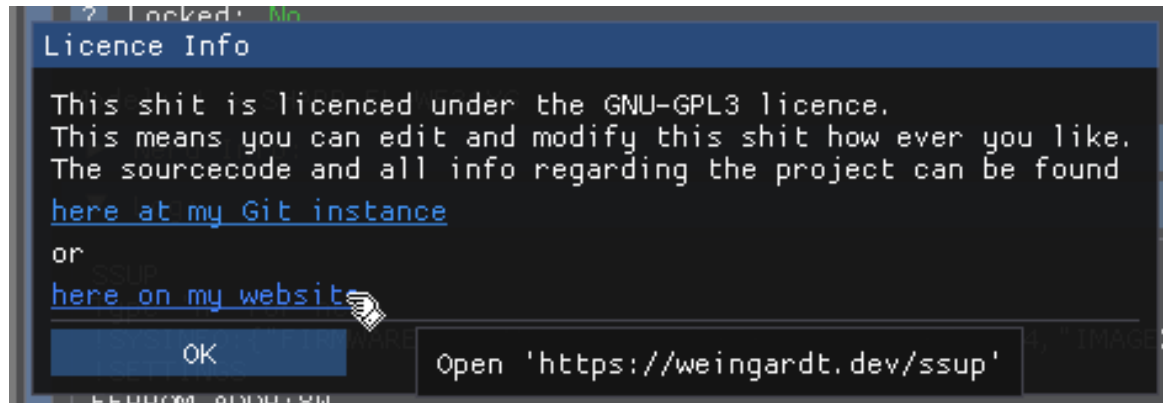 ? Locked: No
Licence Info
This shit is licenced under the GNU-GPL3 licence.
This means you can edit and modify this shit how ever you like.
The sourcecode and all info regarding the project can be found
here at my Git instance
or
SSUP
here on my website
OK
Open 'https://weingardt.dev/ssup'